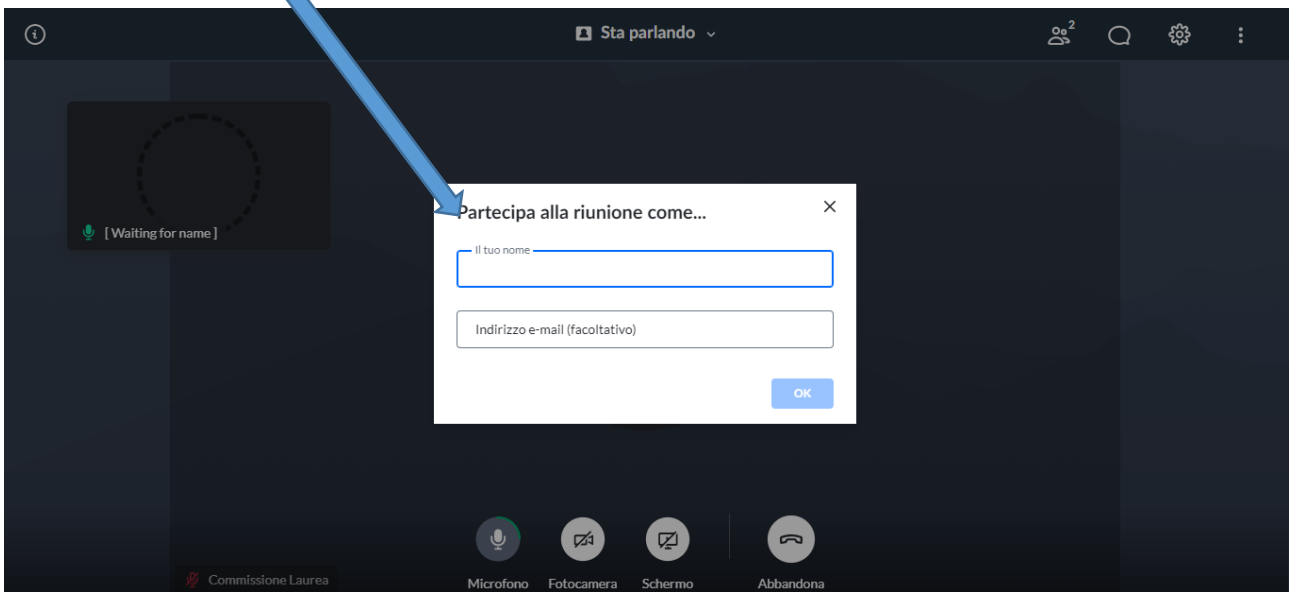 Sta parlando
2
[ Waiting for name ]
Partecipa alla riunione come...
Il tuo nome
Indirizzo e-mail (facoltativo)
OK
Commissione Laurea
Microfono Fotocamera Schermo Abbandona